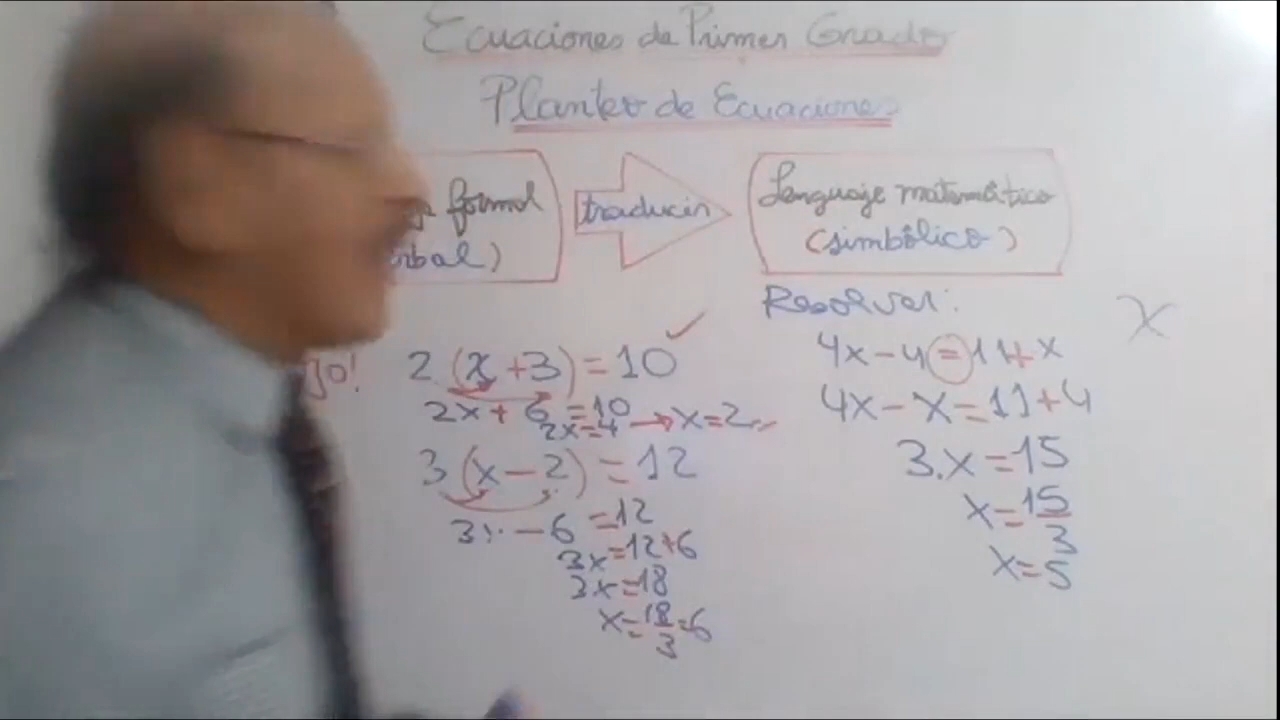 Ecuaciones de Primer Grado
Planteo de Ecuaciones
formal
traducir
Lenguaje matemático
(simbólico)
Resolver:
2(x+3)=10
2x+6=10
2x=4→x=2
3(x-2)=12
3x-6=12
3x=12+6
3x=18
x=18/3=6
4x-4=11+x
4x-x=11+4
3.x=15
x=15/3
x=5
x